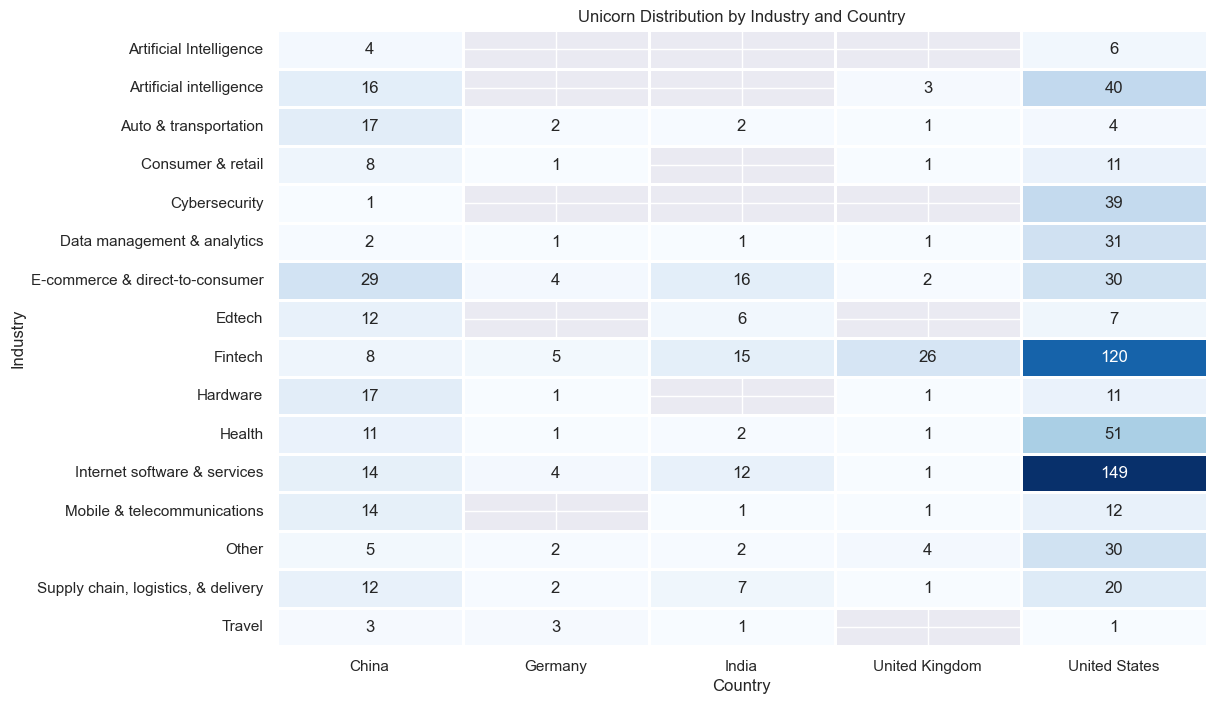 Unicorn Distribution by Industry and Country
Artificial Intelligence 4 6
Artificial intelligence 16 3 40
Auto & transportation 17 2 2 1 4
Consumer & retail 8 1 1 11
Cybersecurity 1 39
Data management & analytics 2 1 1 1 31
E-commerce & direct-to-consumer 29 4 16 2 30
Edtech 12 6 7
Fintech 8 5 15 26 120
Hardware 17 1 1 11
Health 11 1 2 1 51
Internet software & services 14 4 12 1 149
Mobile & telecommunications 14 1 1 12
Other 5 2 2 4 30
Supply chain, logistics, & delivery 12 2 7 1 20
Travel 3 3 1 1
Industry
China Germany India United Kingdom United States
Country